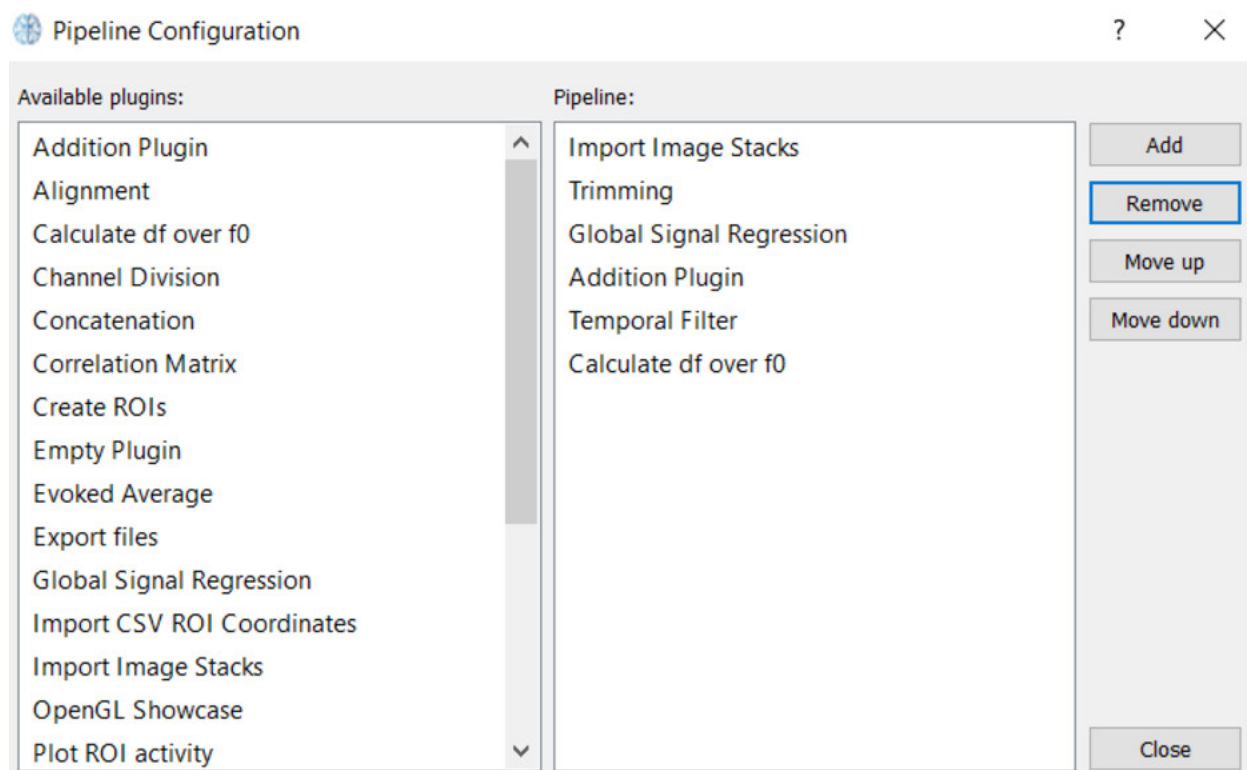 Pipeline Configuration
?
Available plugins:
Addition Plugin
Alignment
Calculate df over f0
Channel Division
Concatenation
Correlation Matrix
Create ROIs
Empty Plugin
Evoked Average
Export files
Global Signal Regression
Import CSV ROI Coordinates
Import Image Stacks
OpenGL Showcase
Plot ROI activity
Pipeline:
Import Image Stacks
Trimming
Global Signal Regression
Addition Plugin
Temporal Filter
Calculate df over f0
Add
Remove
Move up
Move down
Close